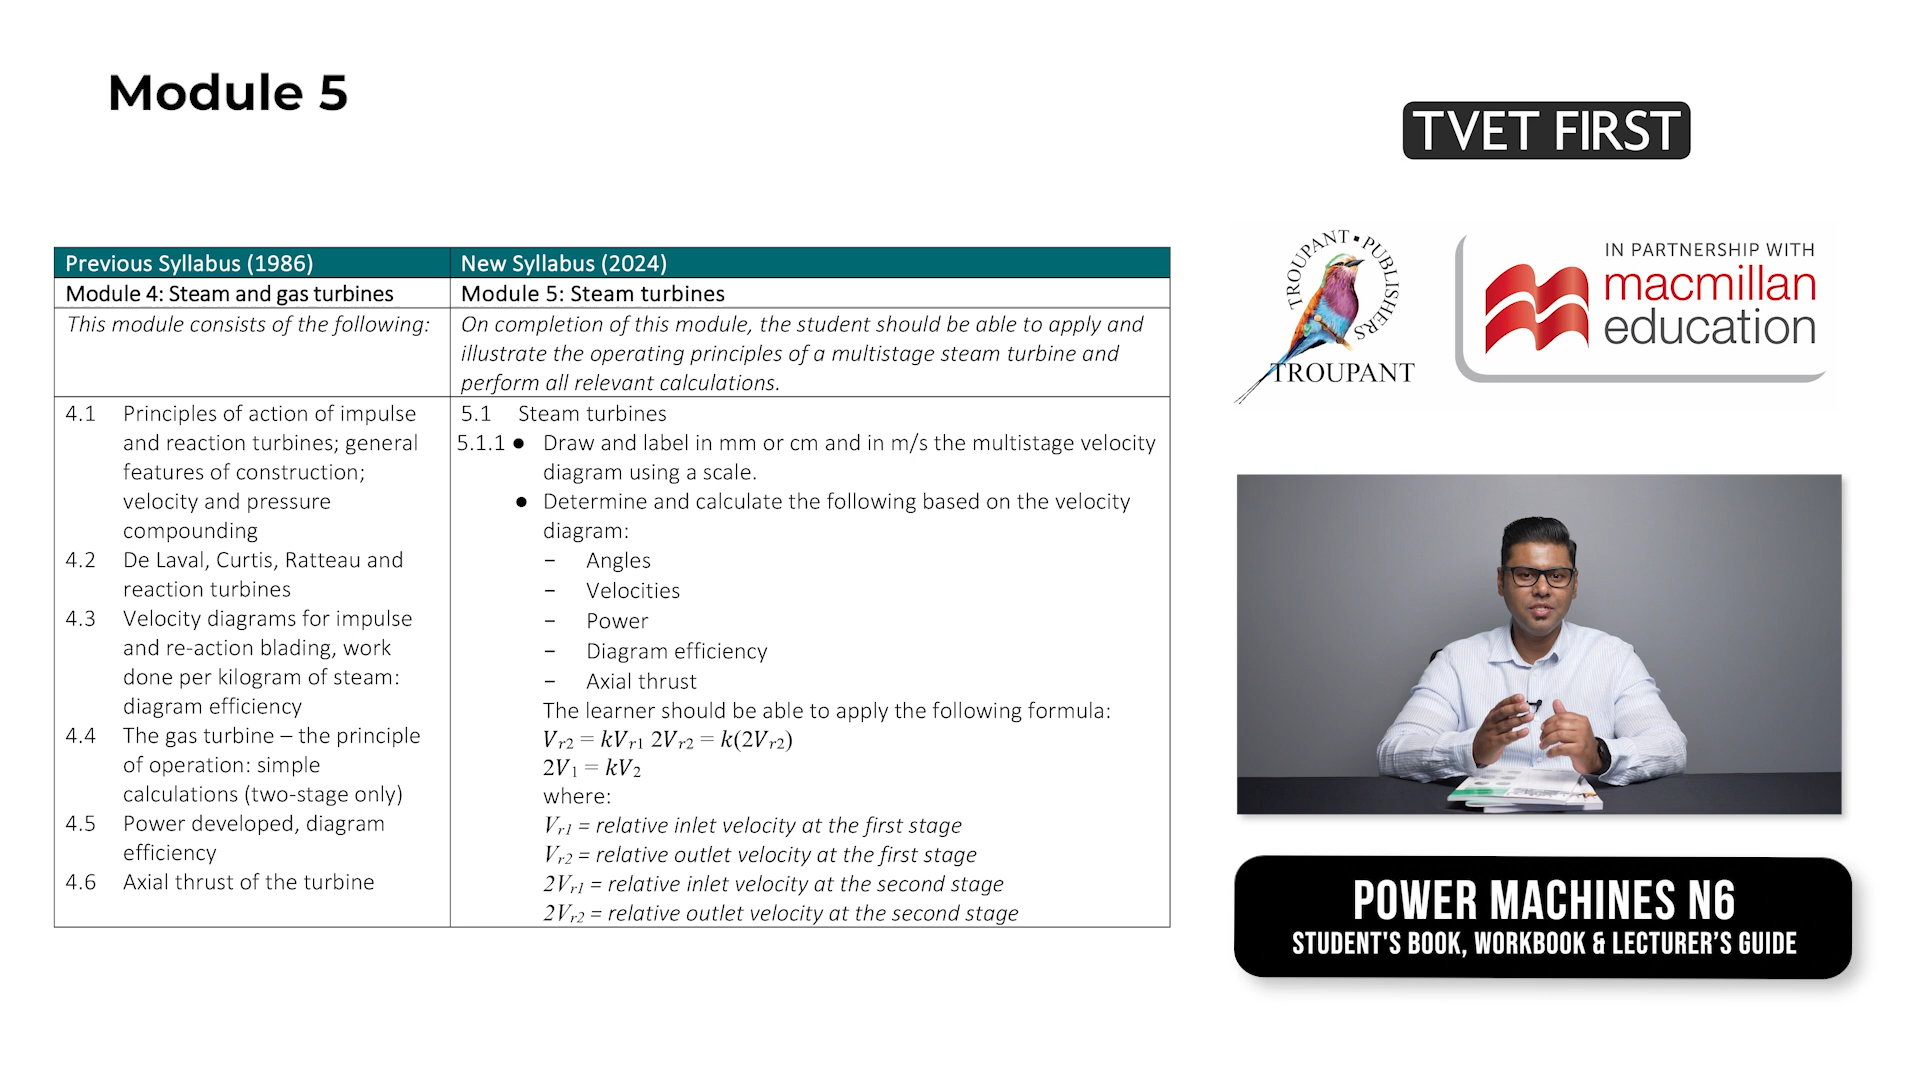 Module 5
TVET FIRST
TROUPANT PUBLISHERS
TROUPANT
IN PARTNERSHIP WITH
macmillan
education
Previous Syllabus (1986)
New Syllabus (2024)
Module 4: Steam and gas turbines
Module 5: Steam turbines
This module consists of the following:
On completion of this module, the student should be able to apply and
illustrate the operating principles of a multistage steam turbine and
perform all relevant calculations.
4.1 Principles of action of impulse
and reaction turbines; general
features of construction;
velocity and pressure
compounding
4.2 De Laval, Curtis, Ratteau and
reaction turbines
4.3 Velocity diagrams for impulse
and re-action blading, work
done per kilogram of steam:
diagram efficiency
4.4 The gas turbine – the principle
of operation: simple
calculations (two-stage only)
4.5 Power developed, diagram
efficiency
4.6 Axial thrust of the turbine
5.1 Steam turbines
5.1.1 ● Draw and label in mm or cm and in m/s the multistage velocity
diagram using a scale.
● Determine and calculate the following based on the velocity
diagram:
– Angles
– Velocities
– Power
– Diagram efficiency
– Axial thrust
The learner should be able to apply the following formula:
Vr2 = kVr1 2Vr2 = k(2Vr2)
2V1 = kV2
where:
Vr1 = relative inlet velocity at the first stage
Vr2 = relative outlet velocity at the first stage
2Vr1 = relative inlet velocity at the second stage
2Vr2 = relative outlet velocity at the second stage
POWER MACHINES N6
STUDENT'S BOOK, WORKBOOK & LECTURER’S GUIDE